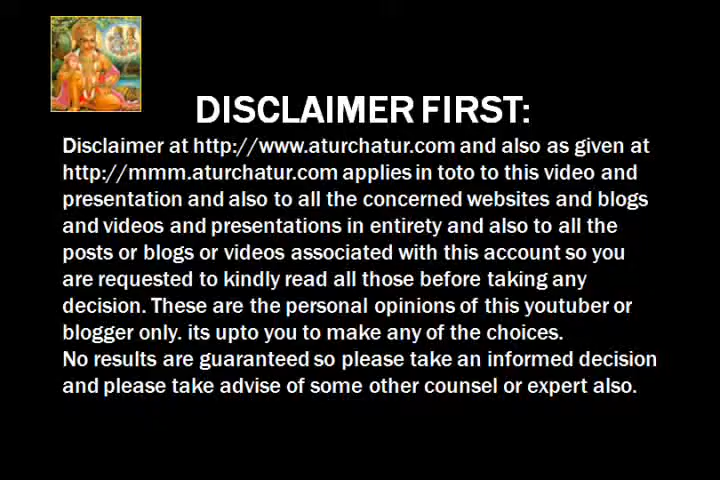 DISCLAIMER FIRST:
Disclaimer at http://www.aturchatur.com and also as given at
http://mmm.aturchatur.com applies in toto to this video and
presentation and also to all the concerned websites and blogs
and videos and presentations in entirety and also to all the
posts or blogs or videos associated with this account so you
are requested to kindly read all those before taking any
decision. These are the personal opinions of this youtuber or
blogger only. its upto you to make any of the choices.
No results are guaranteed so please take an informed decision
and please take advise of some other counsel or expert also.